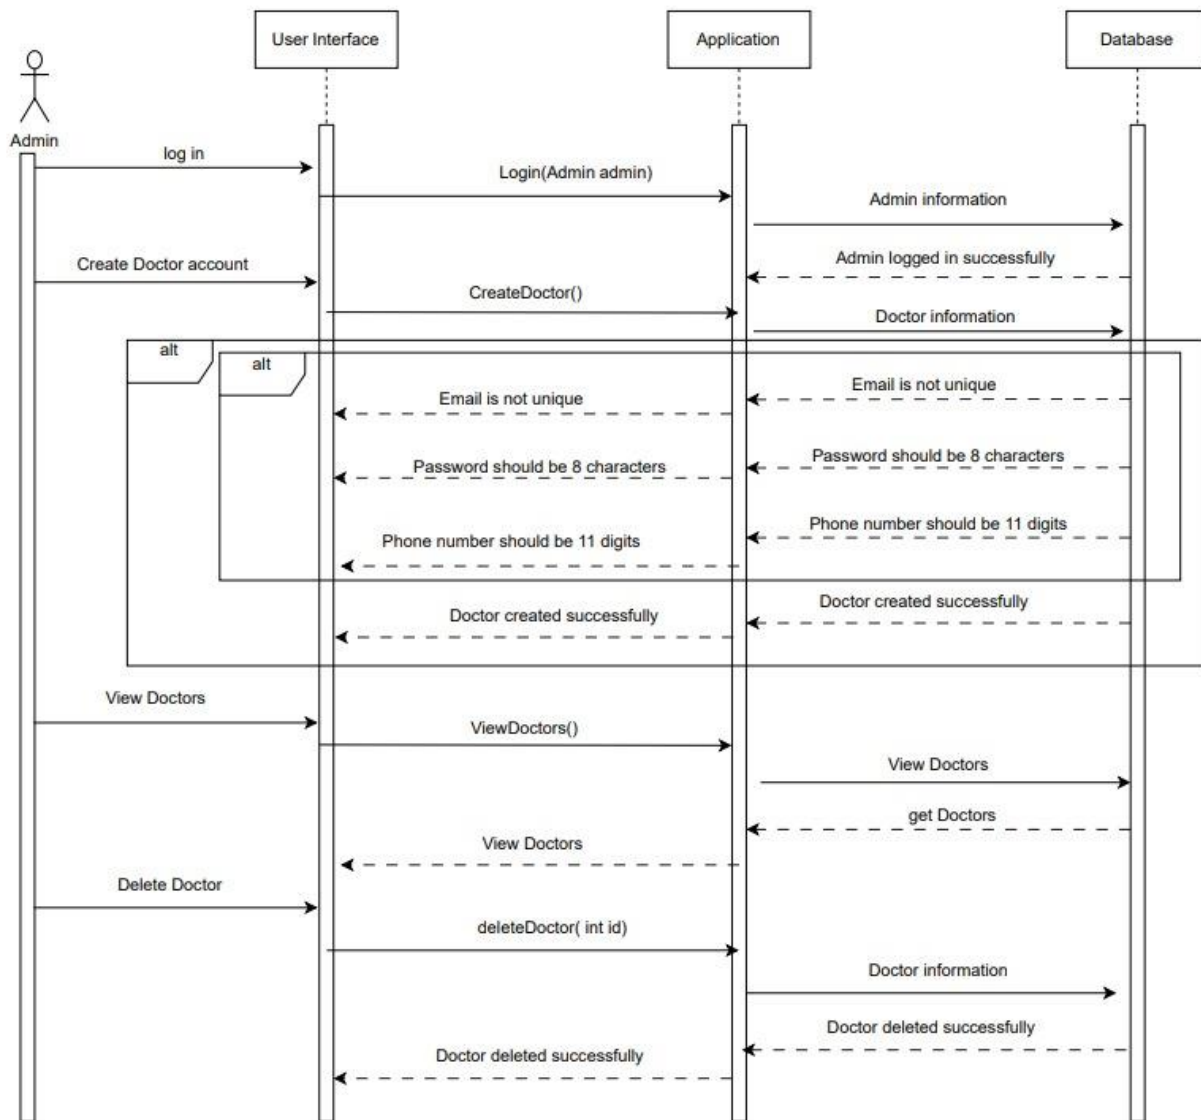 User Interface
Application
Database
Admin
log in
Login(Admin admin)
Admin information
Admin logged in successfully
Create Doctor account
CreateDoctor()
Doctor information
alt
alt
Email is not unique
Email is not unique
Password should be 8 characters
Password should be 8 characters
Phone number should be 11 digits
Phone number should be 11 digits
Doctor created successfully
Doctor created successfully
View Doctors
ViewDoctors()
View Doctors
get Doctors
View Doctors
Delete Doctor
deleteDoctor( int id)
Doctor information
Doctor deleted successfully
Doctor deleted successfully